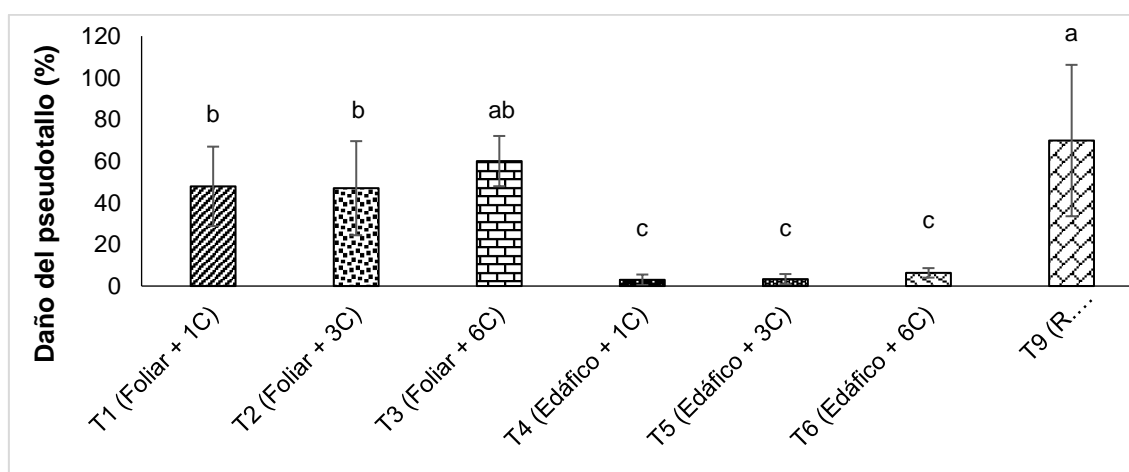 Daño del pseudotallo (%)
120
100
80
60
40
20
0
b
b
ab
c
c
c
a
T1 (Foliar + 1C)
T2 (Foliar + 3C)
T3 (Foliar + 6C)
T4 (Edáfico + 1C)
T5 (Edáfico + 3C)
T6 (Edáfico + 6C)
T9 (R....